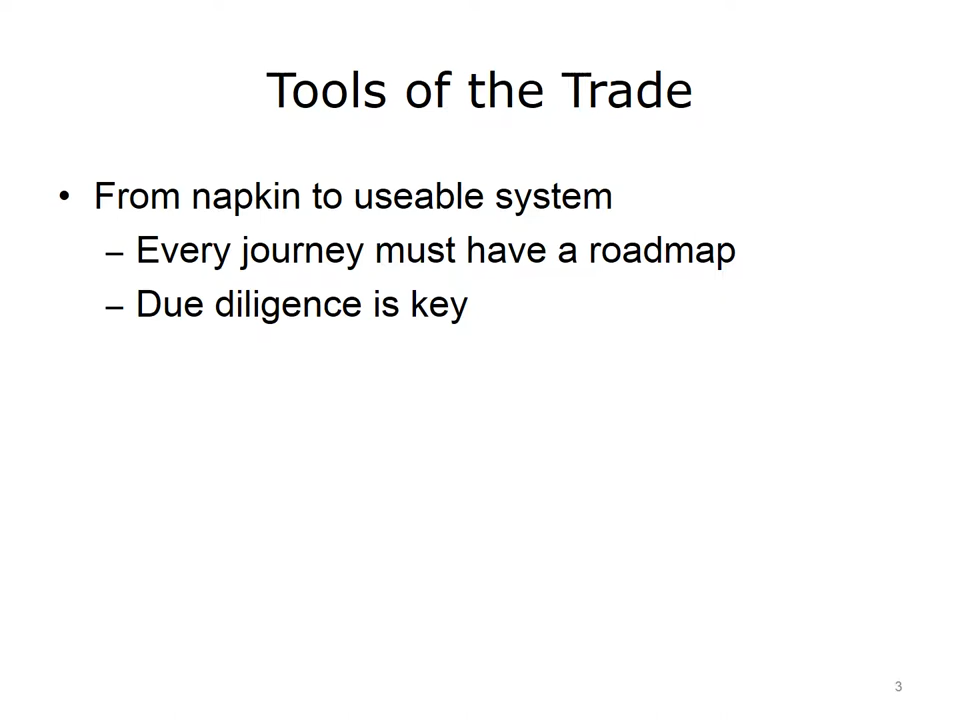 Tools of the Trade
• From napkin to useable system
– Every journey must have a roadmap
– Due diligence is key
3